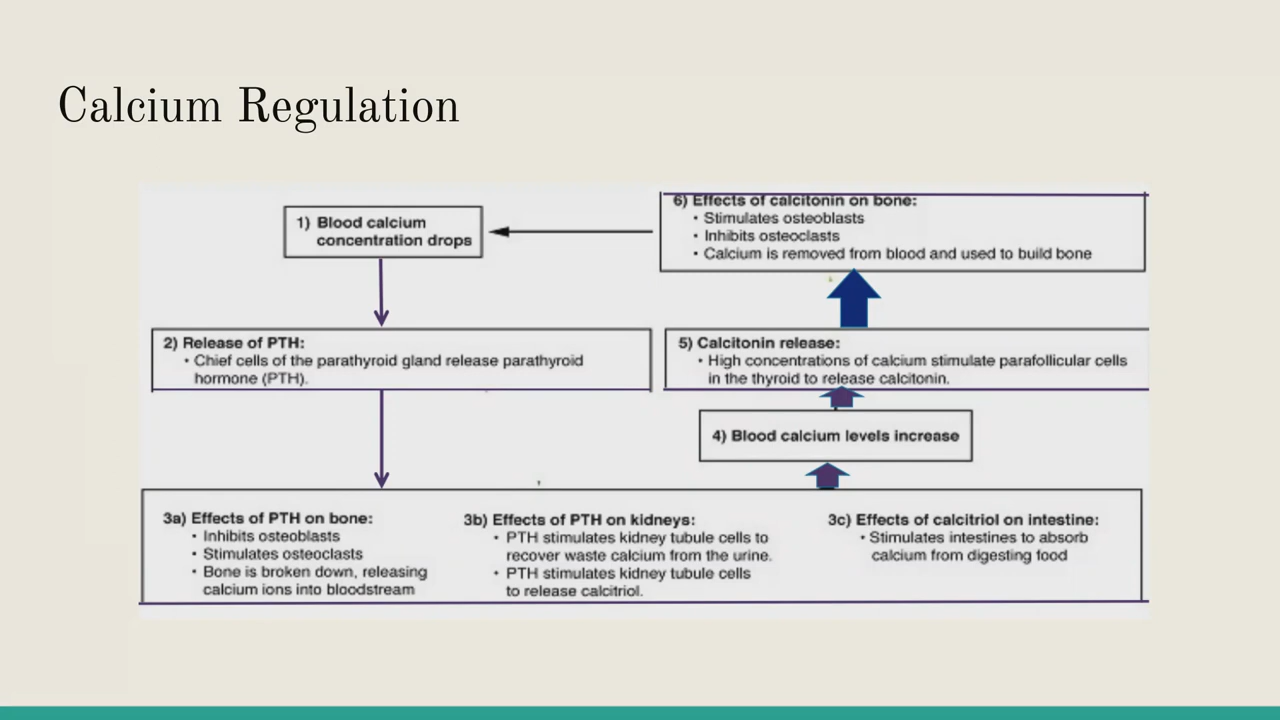 Calcium Regulation
1) Blood calcium
concentration drops
2) Release of PTH:
• Chief cells of the parathyroid gland release parathyroid
hormone (PTH).
3a) Effects of PTH on bone:
• Inhibits osteoblasts
• Stimulates osteoclasts
• Bone is broken down, releasing
calcium ions into bloodstream
3b) Effects of PTH on kidneys:
• PTH stimulates kidney tubule cells to
recover waste calcium from the urine.
• PTH stimulates kidney tubule cells
to release calcitriol.
3c) Effects of calcitriol on intestine:
• Stimulates intestines to absorb
calcium from digesting food
4) Blood calcium levels increase
5) Calcitonin release:
• High concentrations of calcium stimulate parafollicular cells
in the thyroid to release calcitonin.
6) Effects of calcitonin on bone:
• Stimulates osteoblasts
• Inhibits osteoclasts
• Calcium is removed from blood and used to build bone